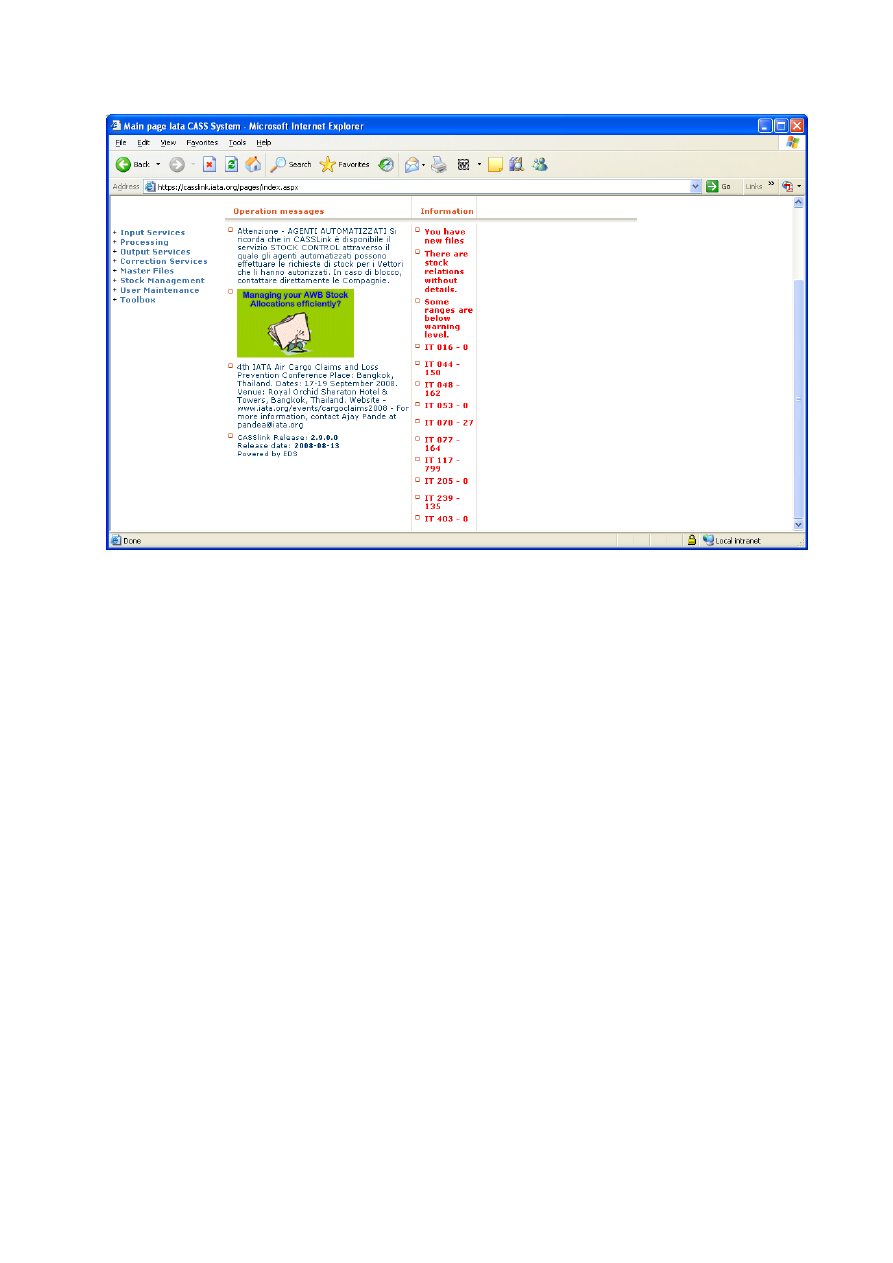 Main page Iata CASS System - Microsoft Internet Explorer
File Edit View Favorites Tools Help
Back Search Favorites
Address https://casslink.iata.org/pages/index.aspx Go Links »
Operation messages
Information
+ Input Services
+ Processing
+ Output Services
+ Correction Services
+ Master Files
+ Stock Management
+ User Maintenance
+ Toolbox
Attenzione - AGENTI AUTOMATIZZATI Si
ricorda che in CASSLink è disponibile il
servizio STOCK CONTROL attraverso il
quale gli agenti automatizzati possono
effettuare le richieste di stock per i Vettori
che li hanno autorizzati. In caso di blocco,
contattare direttamente le Compagnie.
Managing your AWB Stock
Allocations efficiently?
4th IATA Air Cargo Claims and Loss
Prevention Conference Place: Bangkok,
Thailand. Dates: 17-19 September 2008.
Venue: Royal Orchid Sheraton Hotel &
Towers, Bangkok, Thailand. Website -
www.iata.org/events/cargoclaims2008 - For
more information, contact Ajay Pande at
pandea@iata.org
CASSlink Release: 2.9.0.0
Release date: 2008-08-13
Powered by EDS
You have
new files
There are
stock
relations
without
details.
Some
ranges are
below
warning
level.
IT 016 - 0
IT 044 -
150
IT 048 -
162
IT 053 - 0
IT 070 - 27
IT 077 -
164
IT 117 -
799
IT 205 - 0
IT 239 -
135
IT 403 - 0
Done
Local intranet